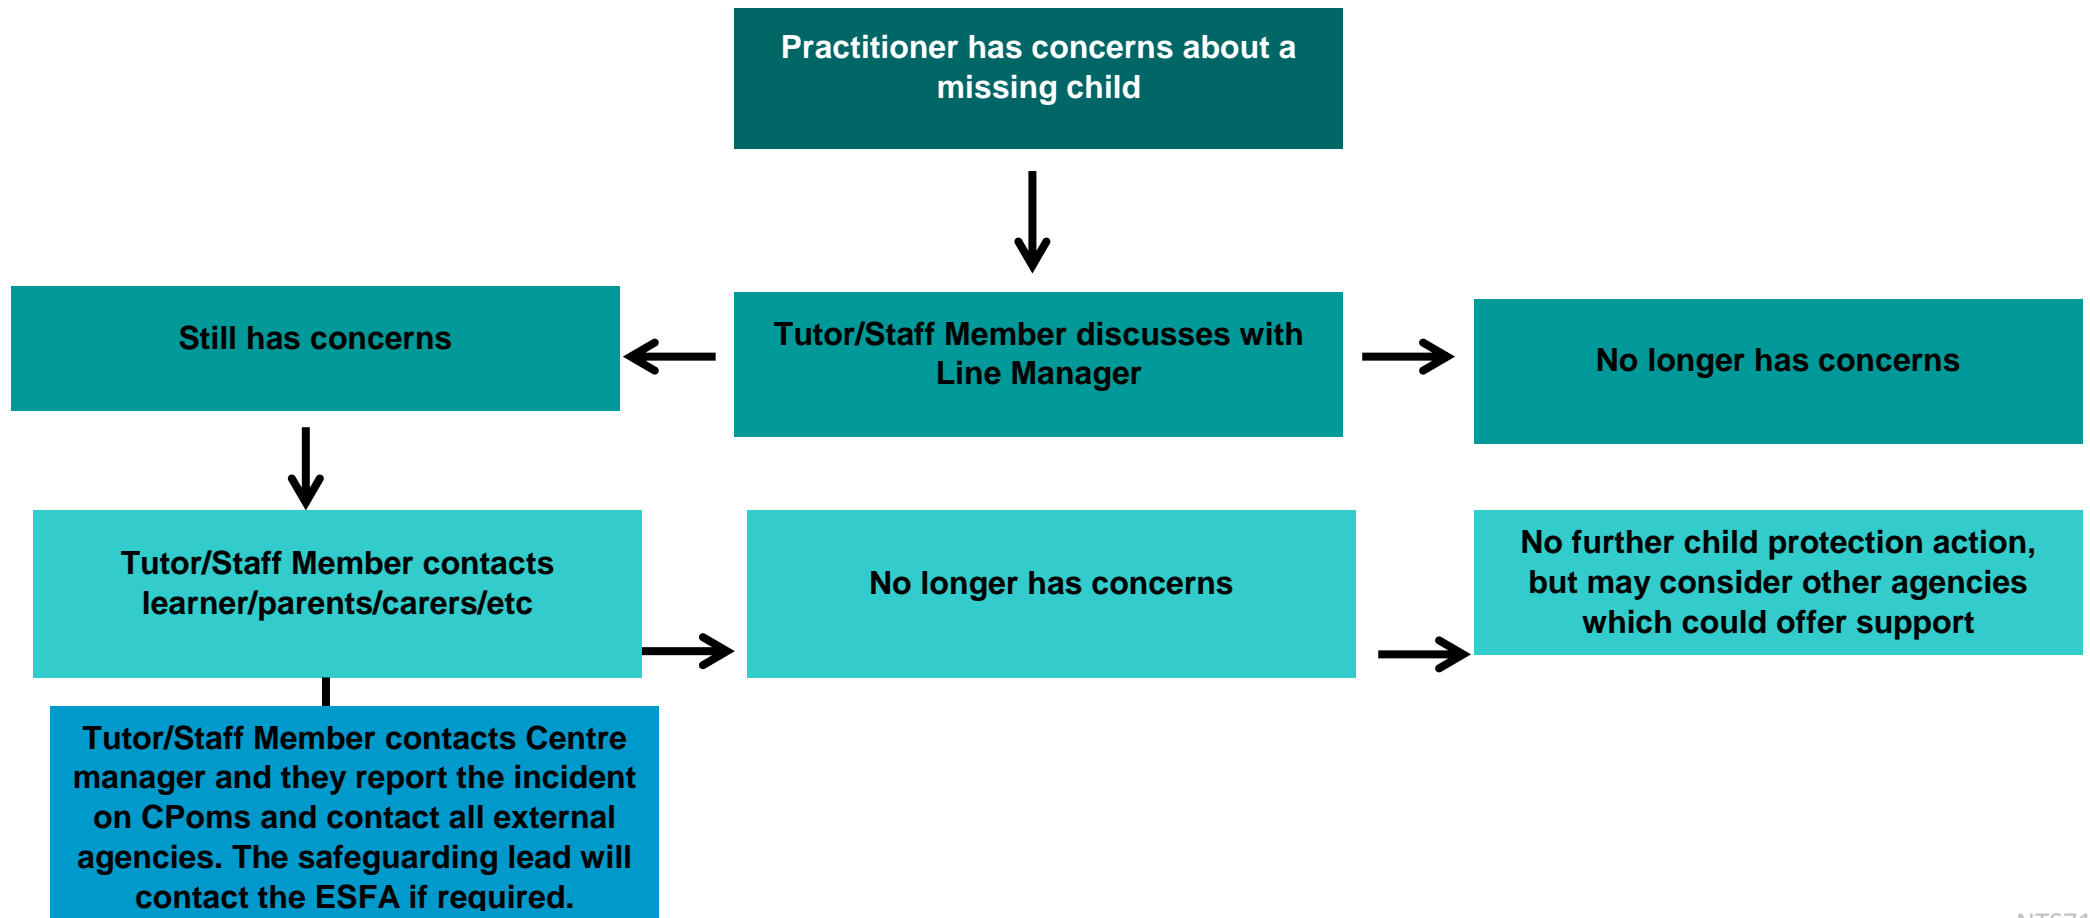 Practitioner has concerns about a
missing child
Still has concerns
Tutor/Staff Member discusses with
Line Manager
No longer has concerns
Tutor/Staff Member contacts
learner/parents/carers/etc
No longer has concerns
No further child protection action,
but may consider other agencies
which could offer support
Tutor/Staff Member contacts Centre
manager and they report the incident
on CPoms and contact all external
agencies. The safeguarding lead will
contact the ESFA if required.